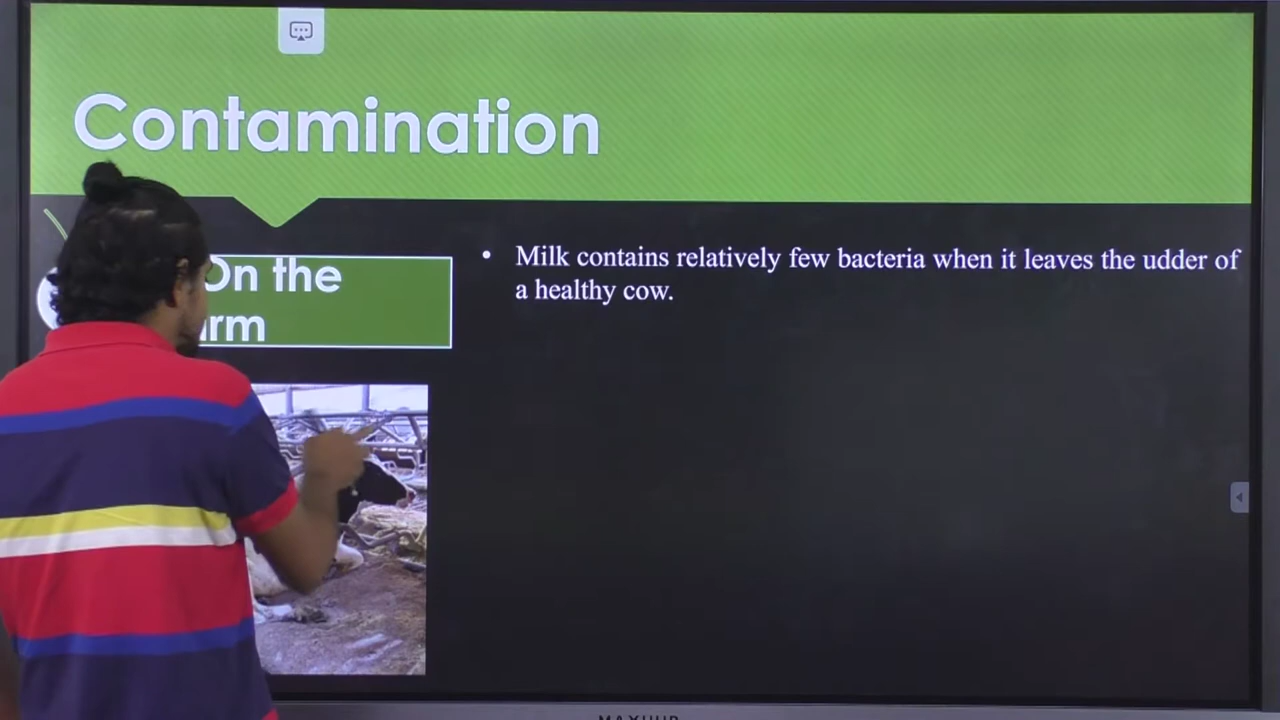 Contamination
On the
rm
• Milk contains relatively few bacteria when it leaves the udder of
a healthy cow.